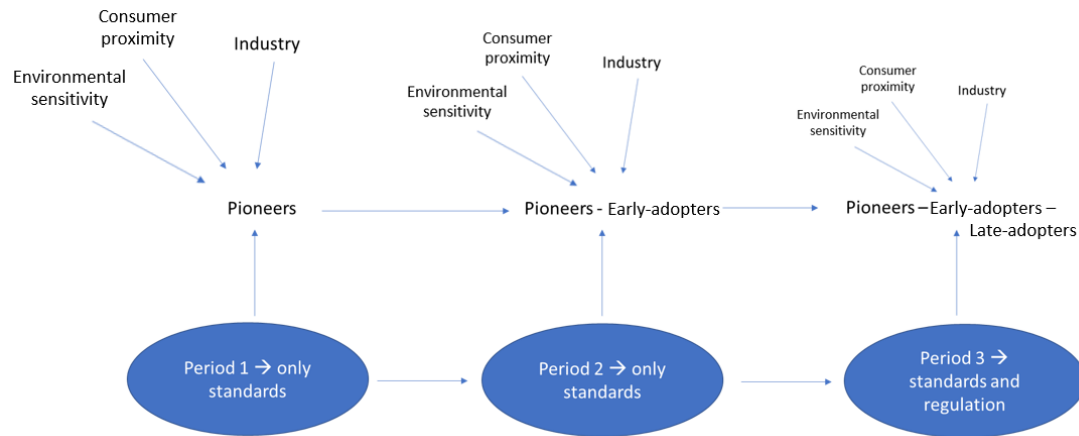 Consumer
proximity
Industry
Environmental
sensitivity
Consumer
proximity
Industry
Environmental
sensitivity
Consumer
proximity
Industry
Environmental
sensitivity
Pioneers
Pioneers - Early-adopters
Pioneers – Early-adopters –
Late-adopters
Period 1 → only
standards
Period 2 → only
standards
Period 3 →
standards and
regulation